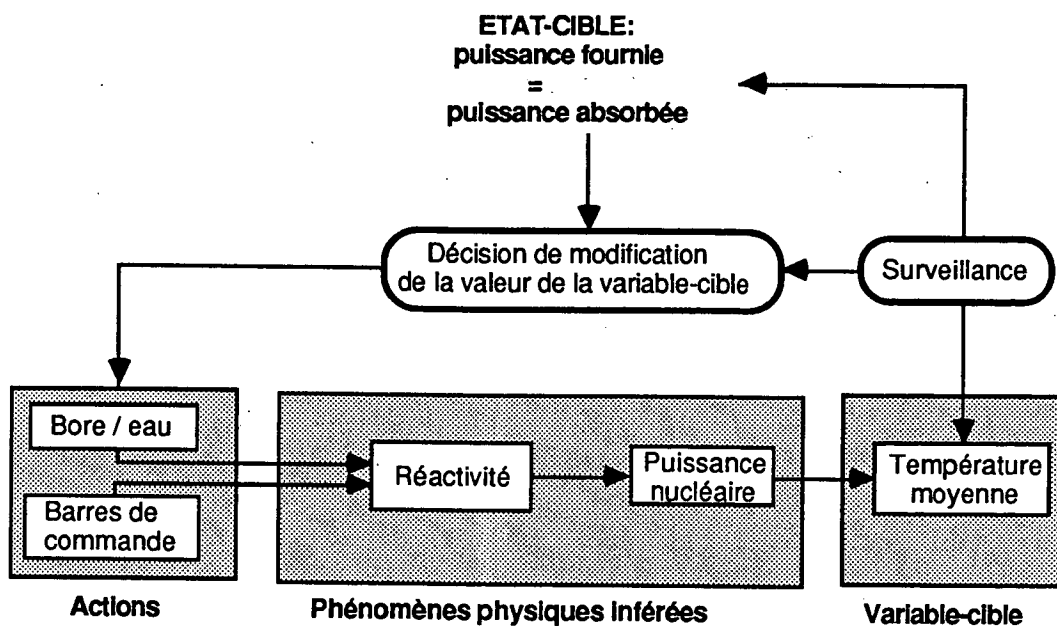 ETAT-CIBLE:
puissance fournie
=
puissance absorbée
Décision de modification
de la valeur de la variable-cible
Surveillance
Bore / eau
Barres de
commande
Réactivité
Puissance
nucléaire
Température
moyenne
Actions
Phénomènes physiques inférées
Variable-cible